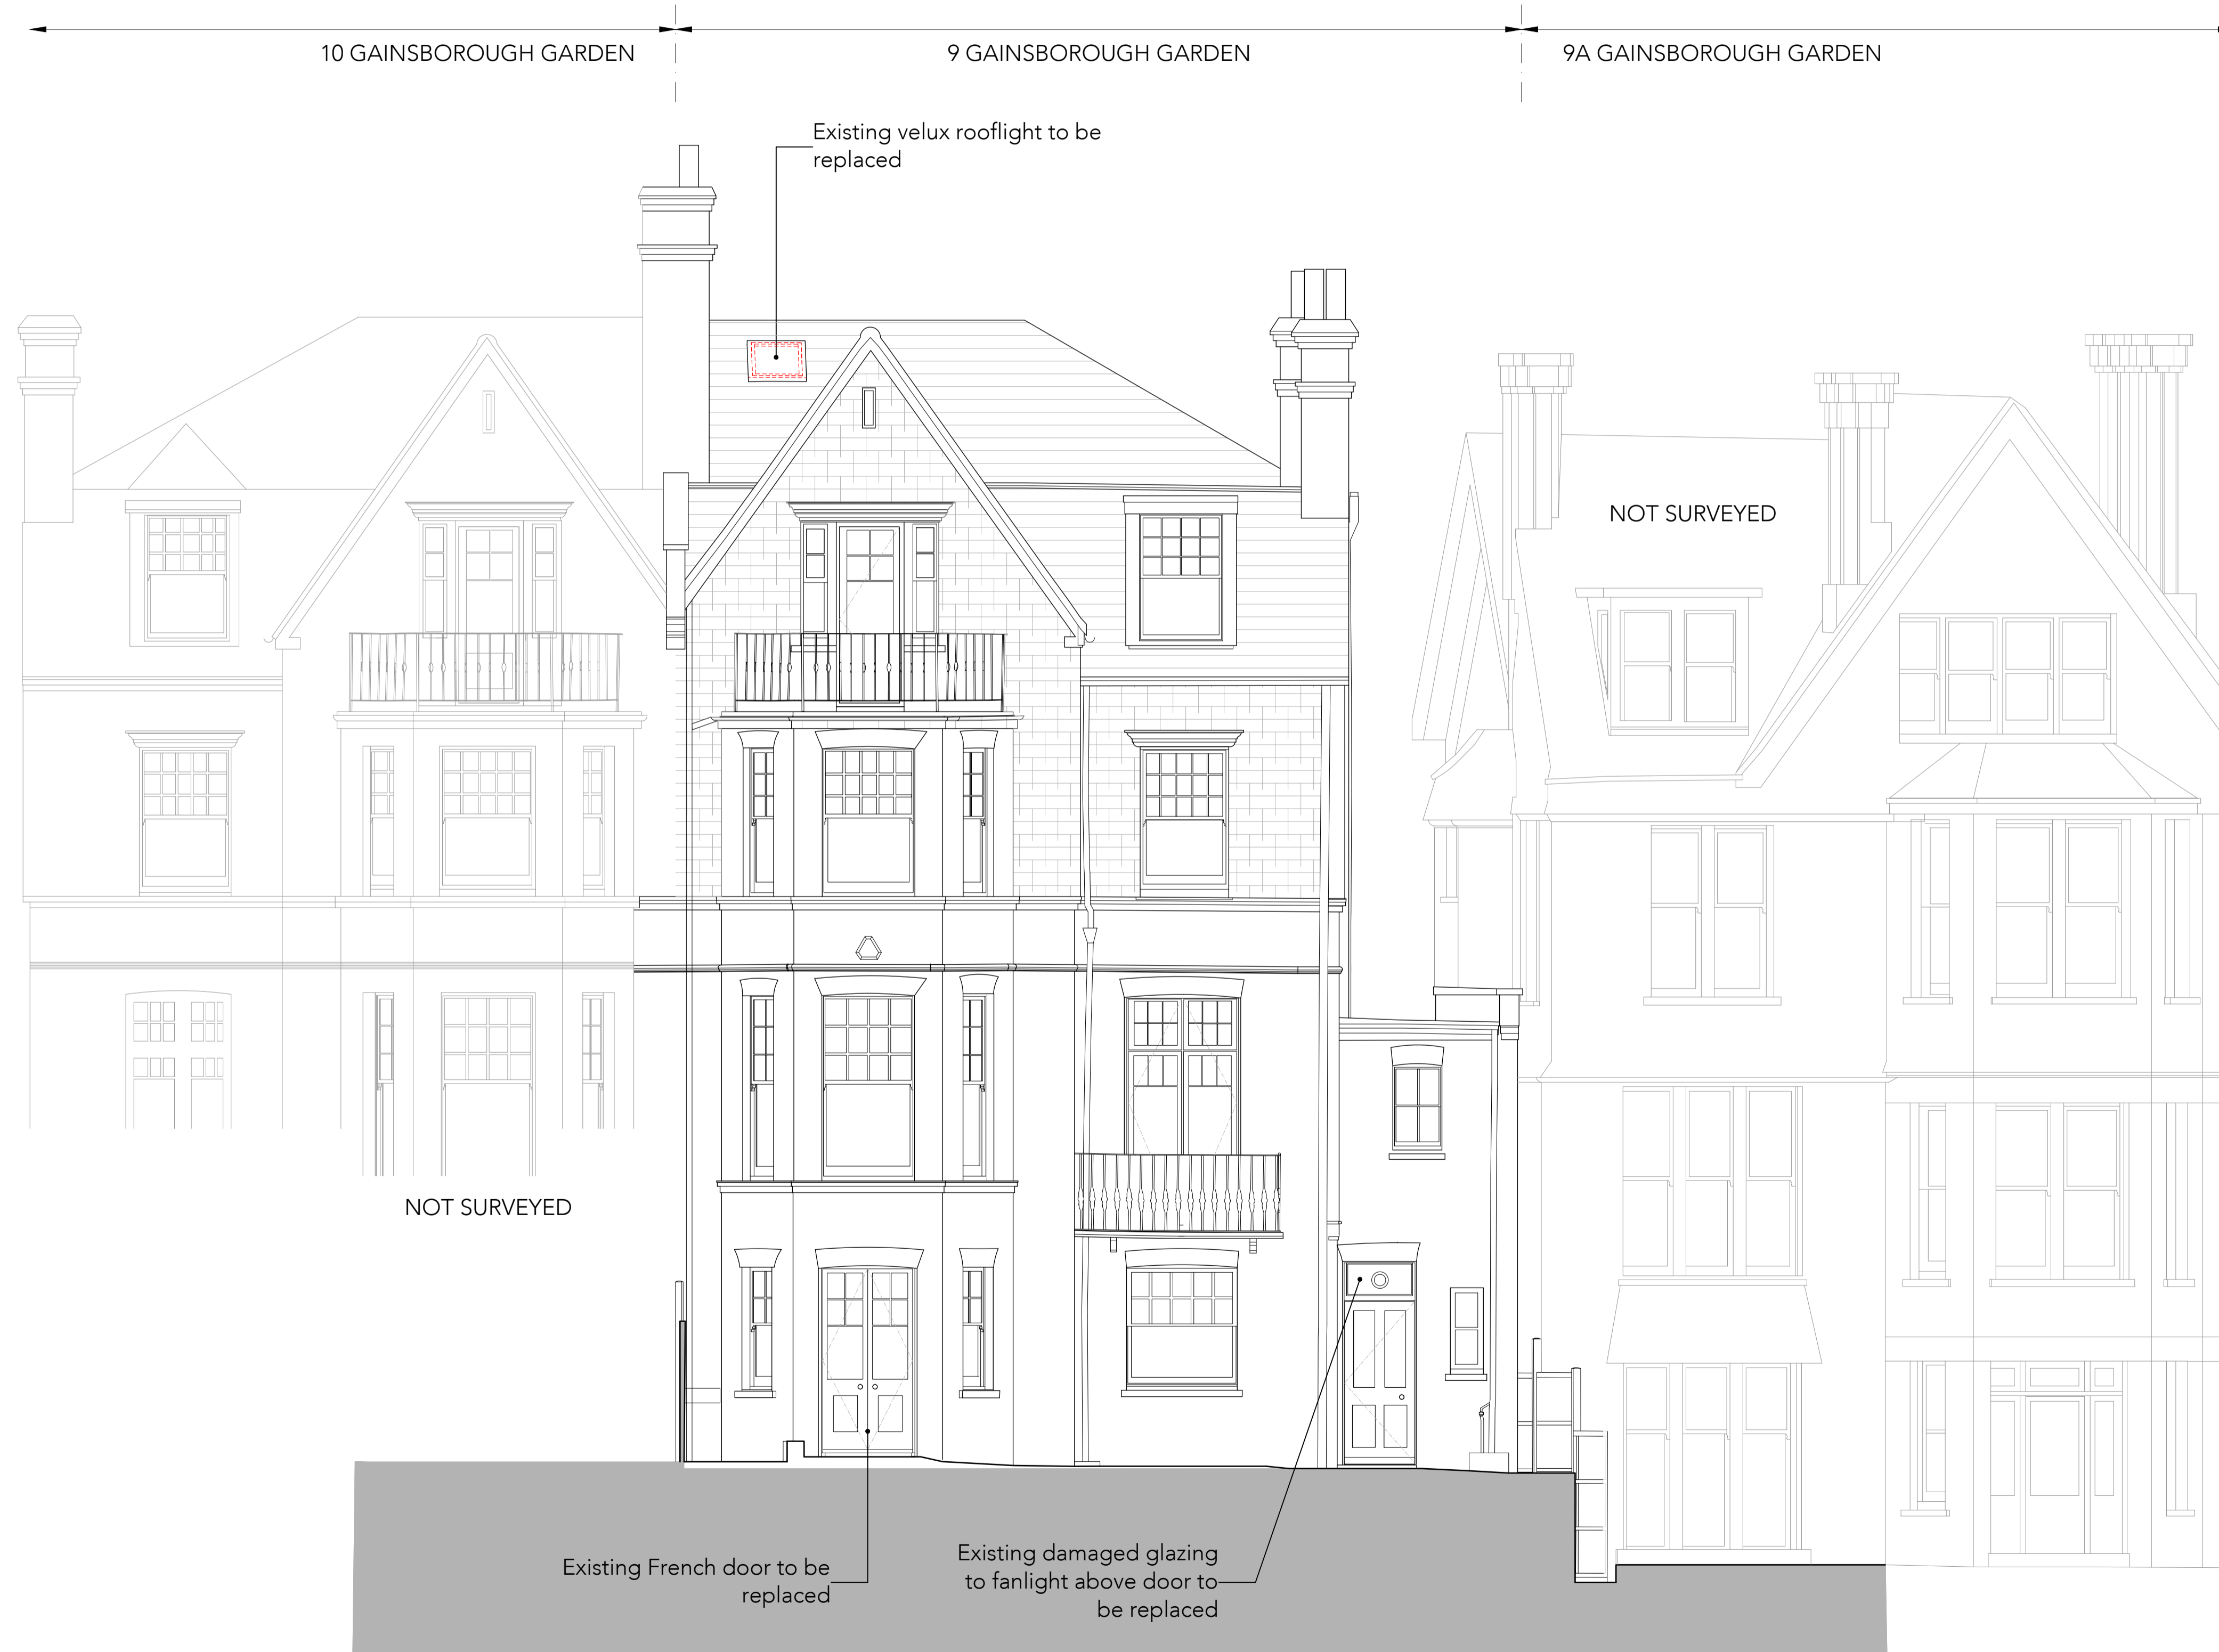 10 GAINSBOROUGH GARDEN
9 GAINSBOROUGH GARDEN
9A GAINSBOROUGH GARDEN
Existing velux rooflight to be
replaced
NOT SURVEYED
NOT SURVEYED
Existing French door to be
replaced
Existing damaged glazing
to fanlight above door to
be replaced